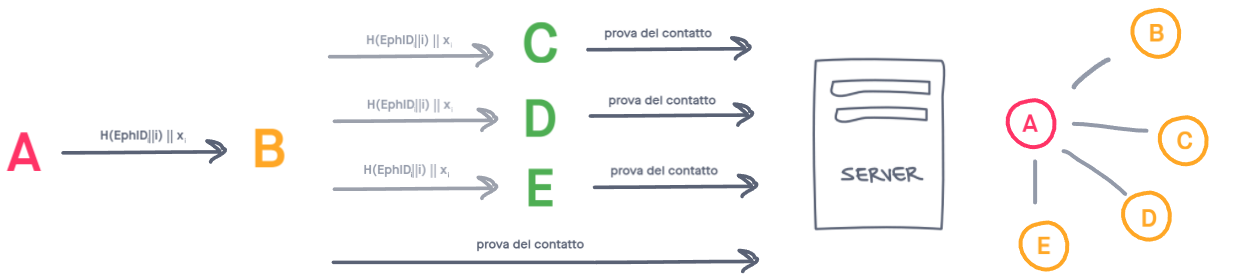 H(EphID||i) || xᵢ
C
prova del contatto
B
H(EphID||i) || xᵢ
D
prova del contatto
A
A
H(EphID||i) || xᵢ
B
C
H(EphID||i) || xᵢ
E
prova del contatto
SERVER
D
prova del contatto
E